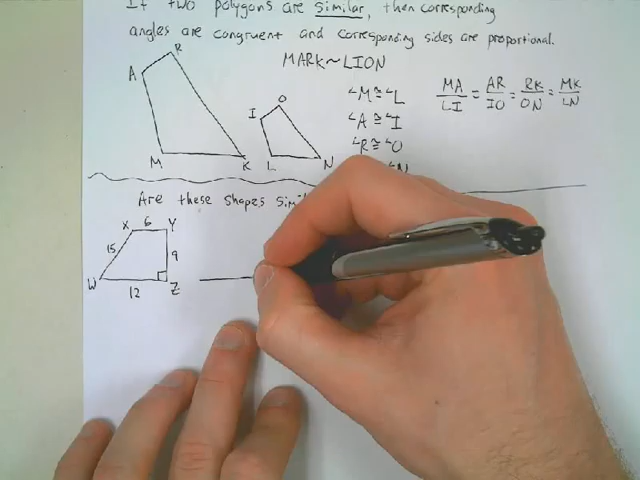 If two polygons are similar, then corresponding
angles are congruent and corresponding sides are proportional.
MARK~LION
A R M K
I O L N
∠M≅∠L
∠A≅∠I
∠R≅∠O
∠N
MA/LI = AR/IO = RK/ON = MK/LN
Are these shapes
X 6 Y
15 9
W 12 Z